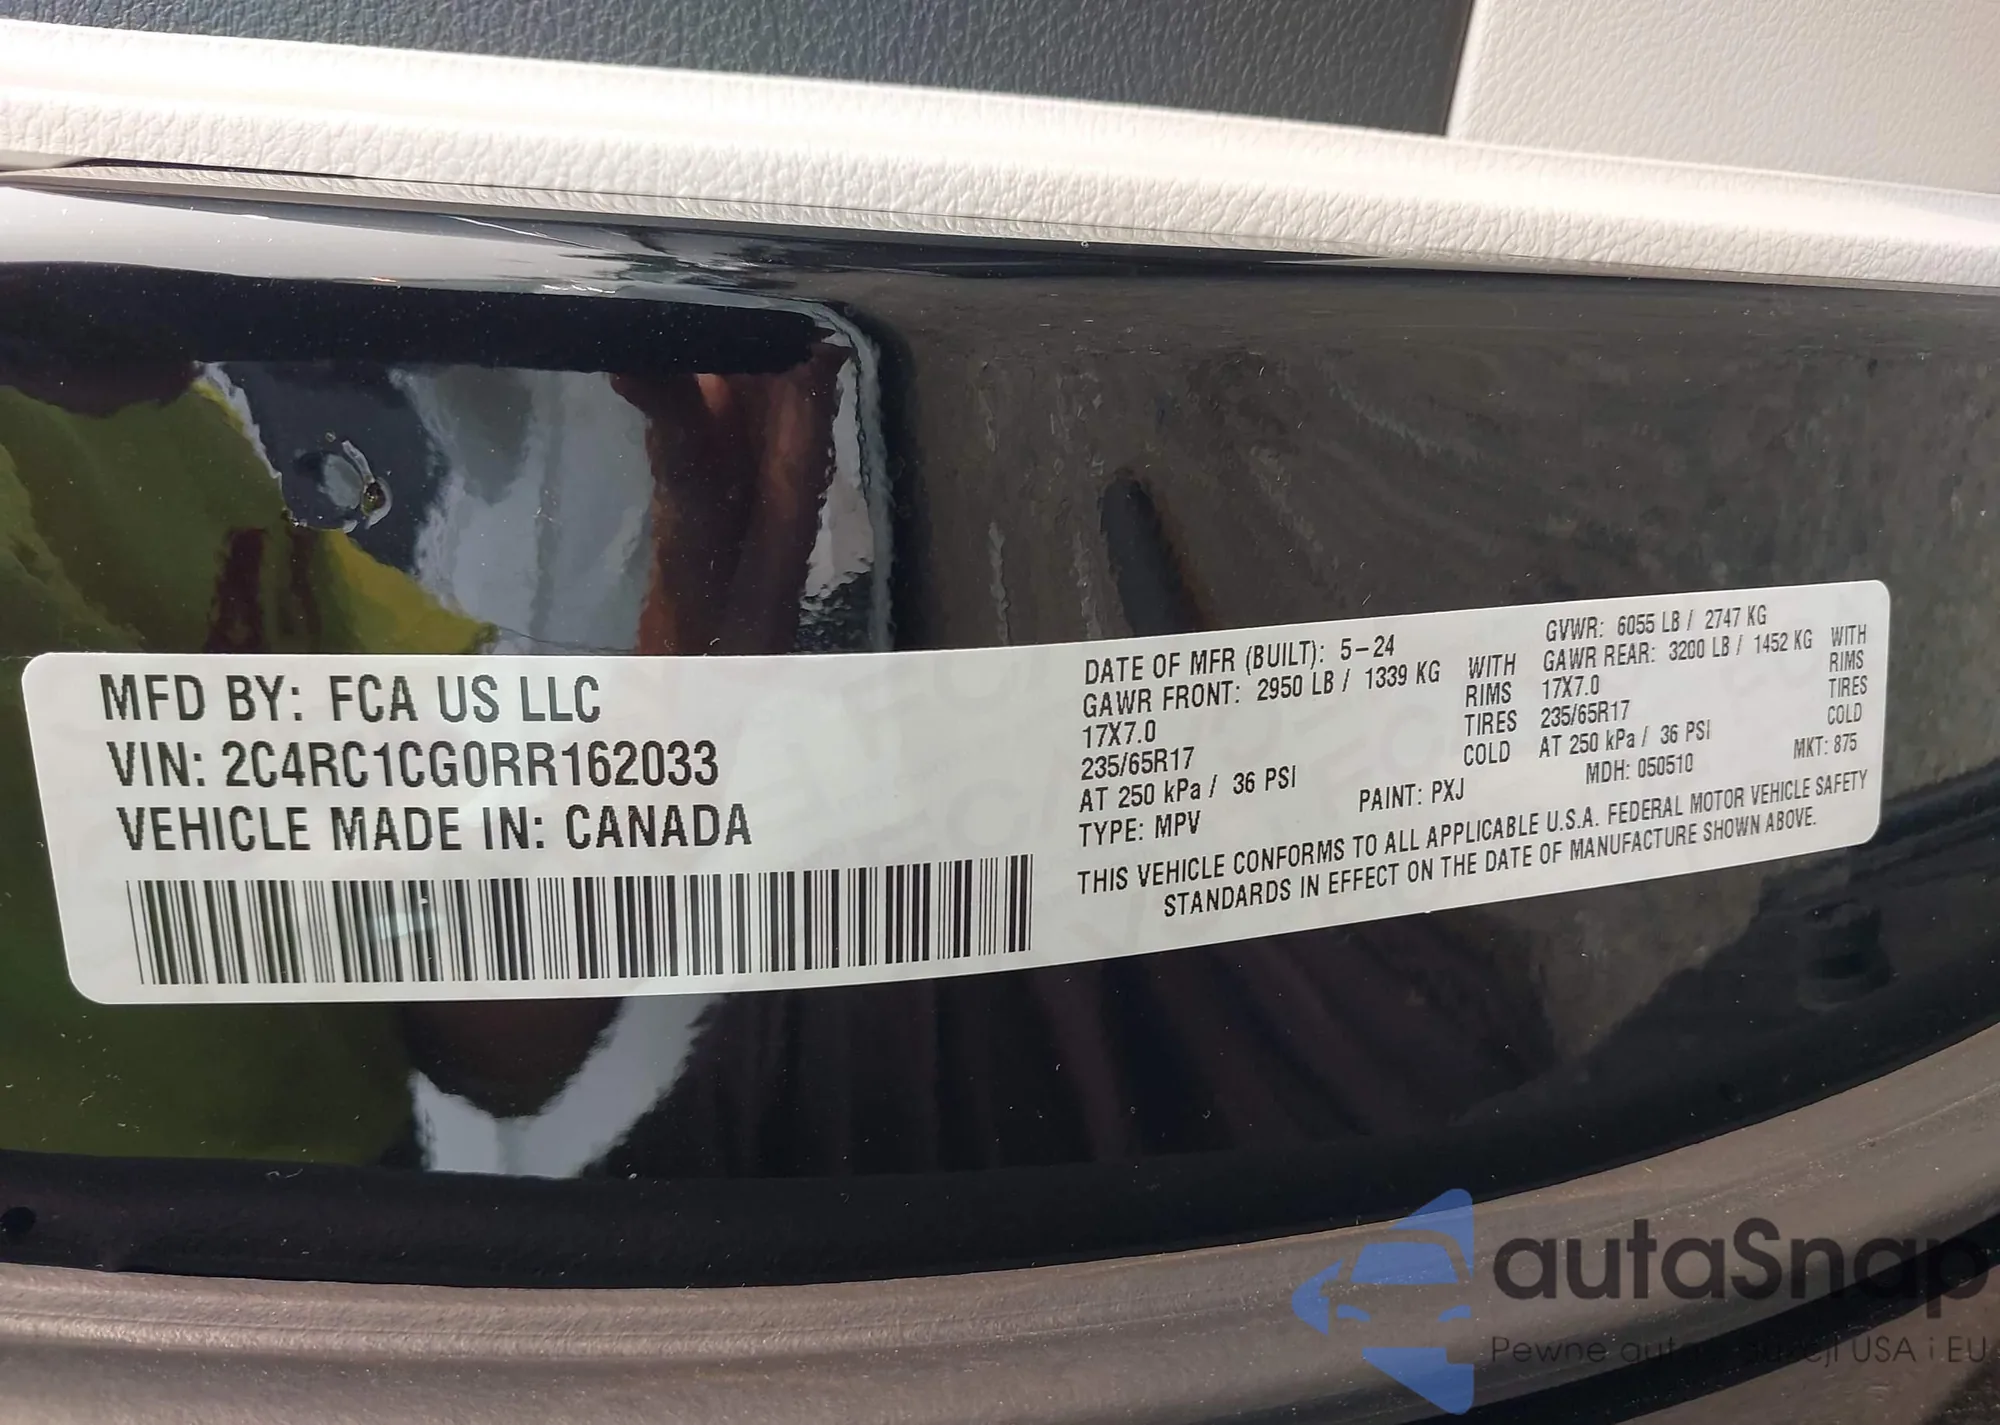 MFD BY: FCA US LLC
VIN: 2C4RC1CG0RR162033
VEHICLE MADE IN: CANADA
DATE OF MFR (BUILT): 5-24
GAWR FRONT: 2950 LB / 1339 KG WITH
17X7.0 RIMS
235/65R17 TIRES
AT 250 kPa / 36 PSI COLD
TYPE: MPV PAINT: PXJ
GVWR: 6055 LB / 2747 KG
GAWR REAR: 3200 LB / 1452 KG WITH
17X7.0 RIMS
235/65R17 TIRES
AT 250 kPa / 36 PSI COLD
MDH: 050510 MKT: 875
THIS VEHICLE CONFORMS TO ALL APPLICABLE U.S.A. FEDERAL MOTOR VEHICLE SAFETY
STANDARDS IN EFFECT ON THE DATE OF MANUFACTURE SHOWN ABOVE.
autaSnap
Pewne auta USA i EU